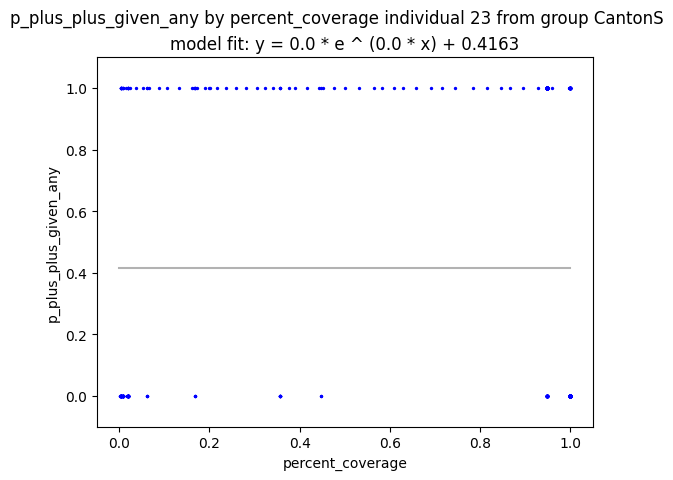 p_plus_plus_given_any by percent_coverage individual 23 from group CantonS
model fit: y = 0.0 * e ^ (0.0 * x) + 0.4163
1.0
0.8
0.6
0.4
0.2
0.0
p_plus_plus_given_any
0.0 0.2 0.4 0.6 0.8 1.0
percent_coverage